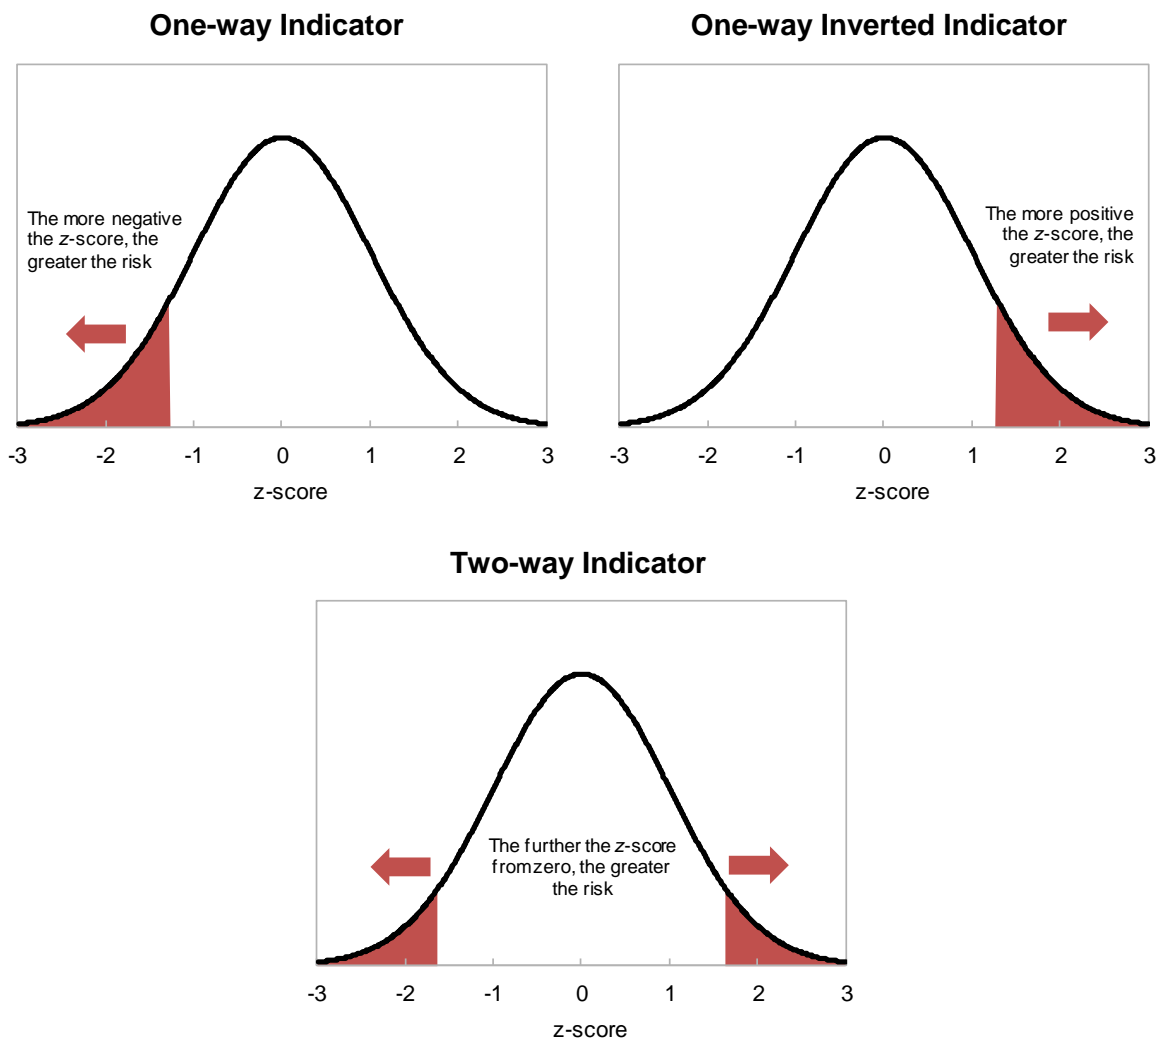 One-way Indicator
The more negative
the z-score, the
greater the risk
-3 -2 -1 0 1 2 3
z-score
One-way Inverted Indicator
The more positive
the z-score, the
greater the risk
-3 -2 -1 0 1 2 3
z-score
Two-way Indicator
The further the z-score
fromzero, the greater
the risk
-3 -2 -1 0 1 2 3
z-score